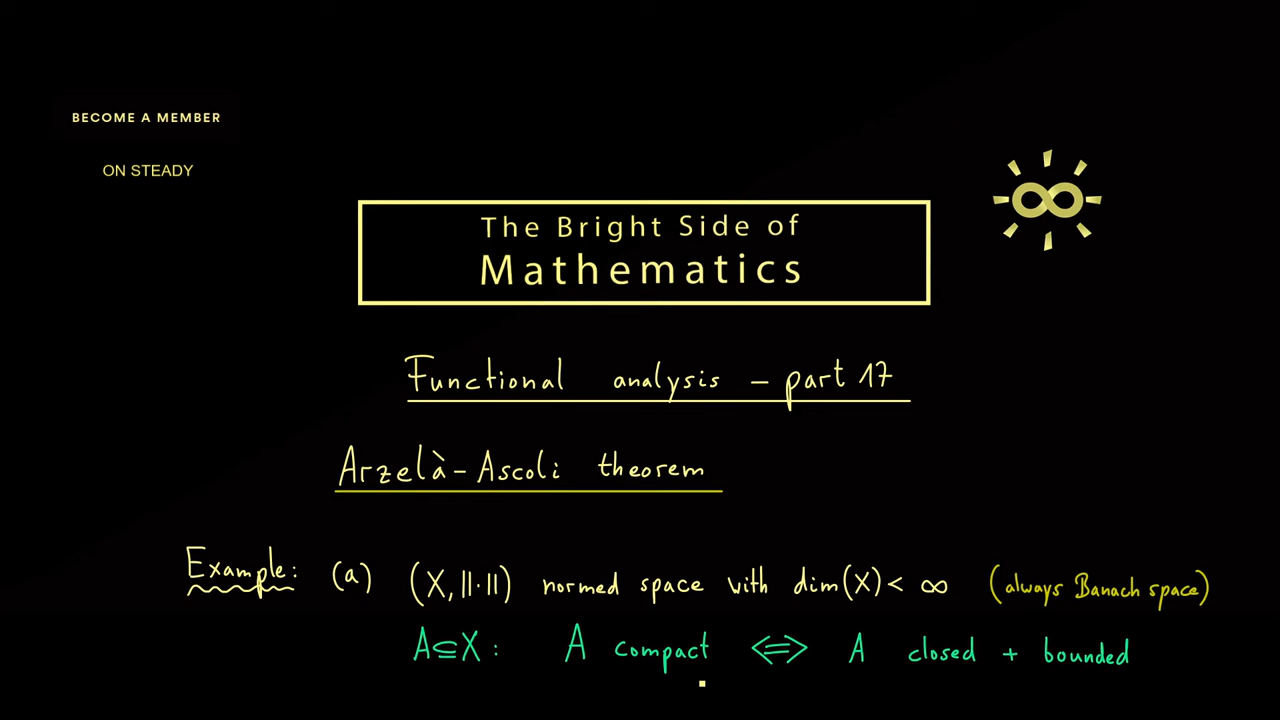 BECOME A MEMBER
ON STEADY
The Bright Side of
Mathematics
Functional analysis – part 17
Arzelà-Ascoli theorem
Example: (a) (X, ||·||) normed space with dim(X) < ∞ (always Banach space)
A⊆X: A compact ⟺ A closed + bounded